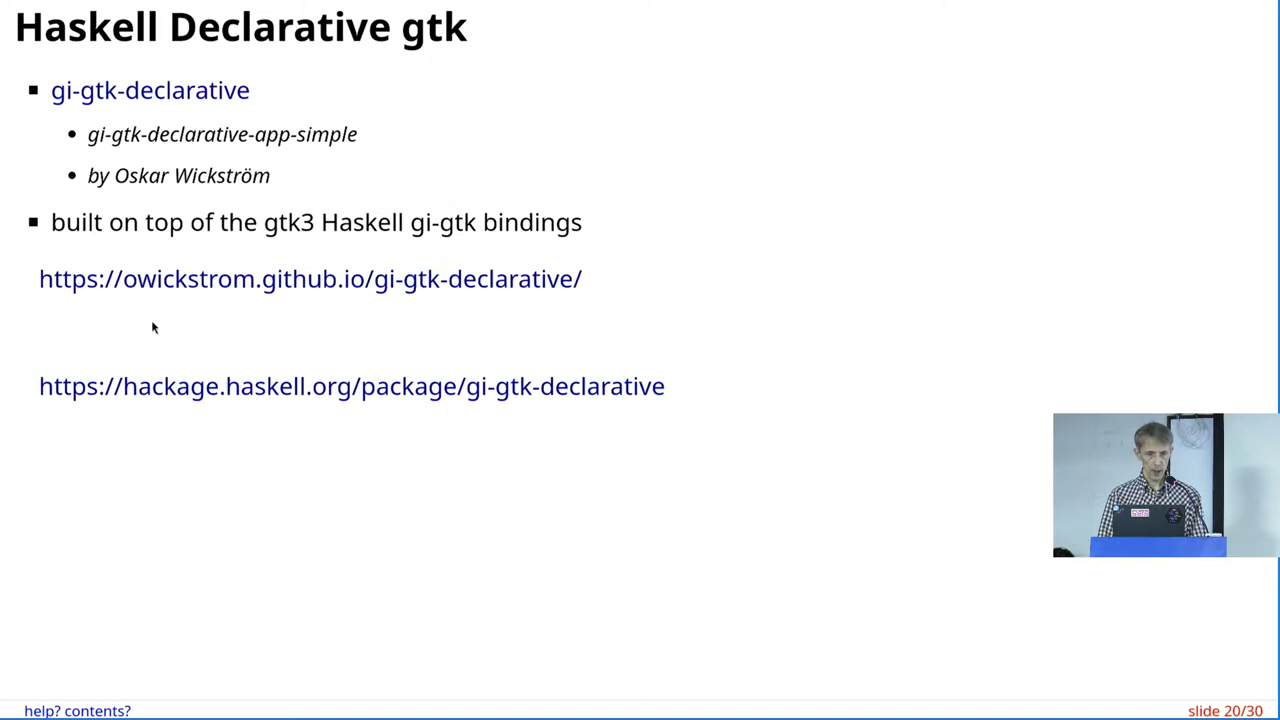 Haskell Declarative gtk
gi-gtk-declarative
gi-gtk-declarative-app-simple
by Oskar Wickström
built on top of the gtk3 Haskell gi-gtk bindings
https://owickstrom.github.io/gi-gtk-declarative/
https://hackage.haskell.org/package/gi-gtk-declarative
help? contents?
slide 20/30